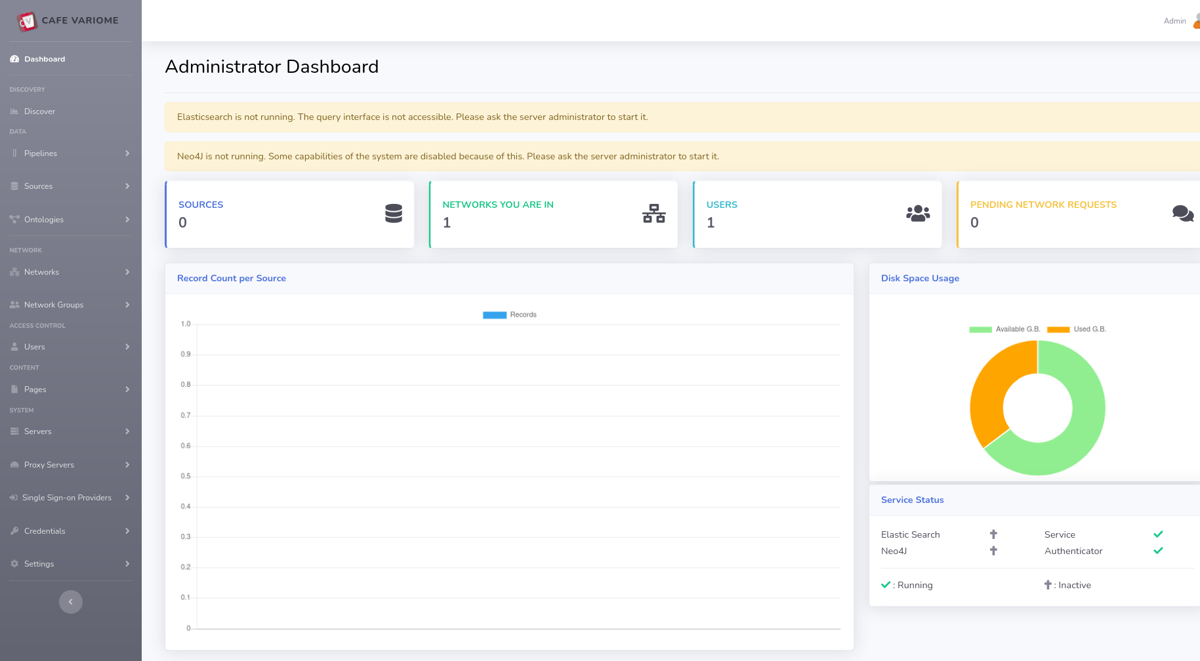 CAFE VARIOME
Admin
Dashboard
DISCOVERY
Discover
DATA
Pipelines
Sources
Ontologies
NETWORK
Networks
Network Groups
ACCESS CONTROL
Users
CONTENT
Pages
SYSTEM
Servers
Proxy Servers
Single Sign-on Providers
Credentials
Settings
Administrator Dashboard
Elasticsearch is not running. The query interface is not accessible. Please ask the server administrator to start it.
Neo4J is not running. Some capabilities of the system are disabled because of this. Please ask the server administrator to start it.
SOURCES
0
NETWORKS YOU ARE IN
1
USERS
1
PENDING NETWORK REQUESTS
0
Record Count per Source
Records
1.0
0.9
0.8
0.7
0.6
0.5
0.4
0.3
0.2
0.1
0
Disk Space Usage
Available G.B. Used G.B.
Service Status
Elastic Search Service
Neo4J Authenticator
: Running : Inactive